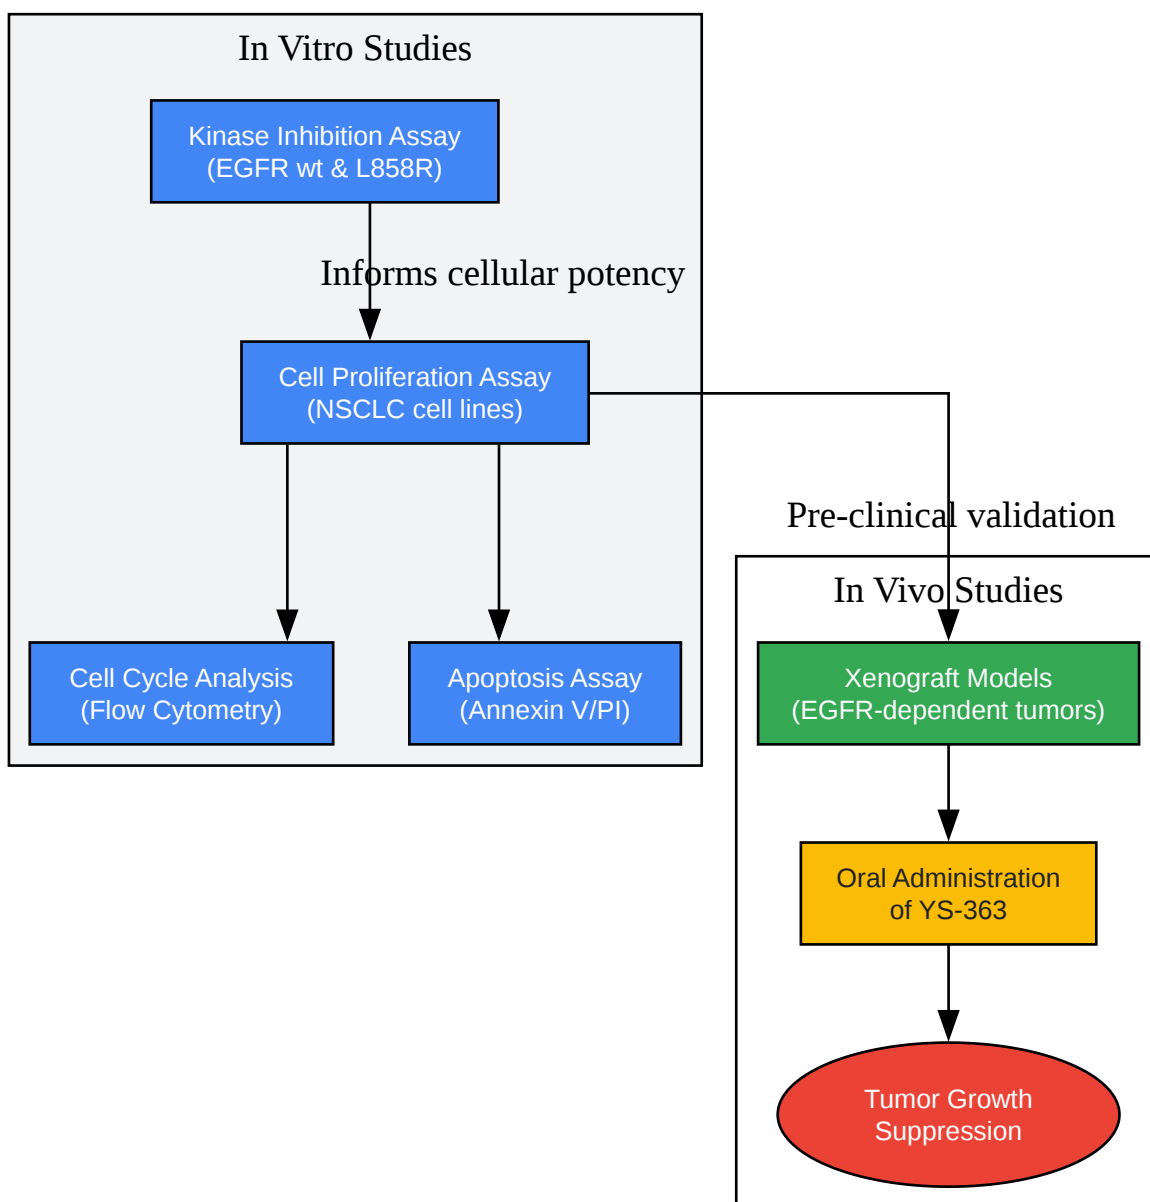 In Vitro Studies
Kinase Inhibition Assay
(EGFR wt & L858R)
Informs cellular potency
Cell Proliferation Assay
(NSCLC cell lines)
Cell Cycle Analysis
(Flow Cytometry)
Apoptosis Assay
(Annexin V/PI)
Pre-clinical validation
In Vivo Studies
Xenograft Models
(EGFR-dependent tumors)
Oral Administration
of YS-363
Tumor Growth
Suppression